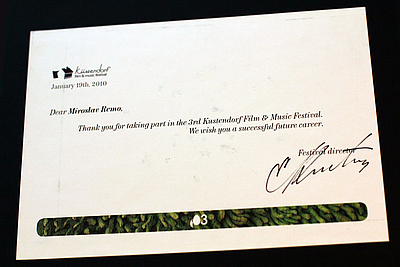 Küstendorf
film & music festival
January 19th, 2010
Dear Miroslav Remo,
Thank you for taking part in the 3rd Kustendorf Film & Music Festival.
We wish you a successful future career.
Festival director
03